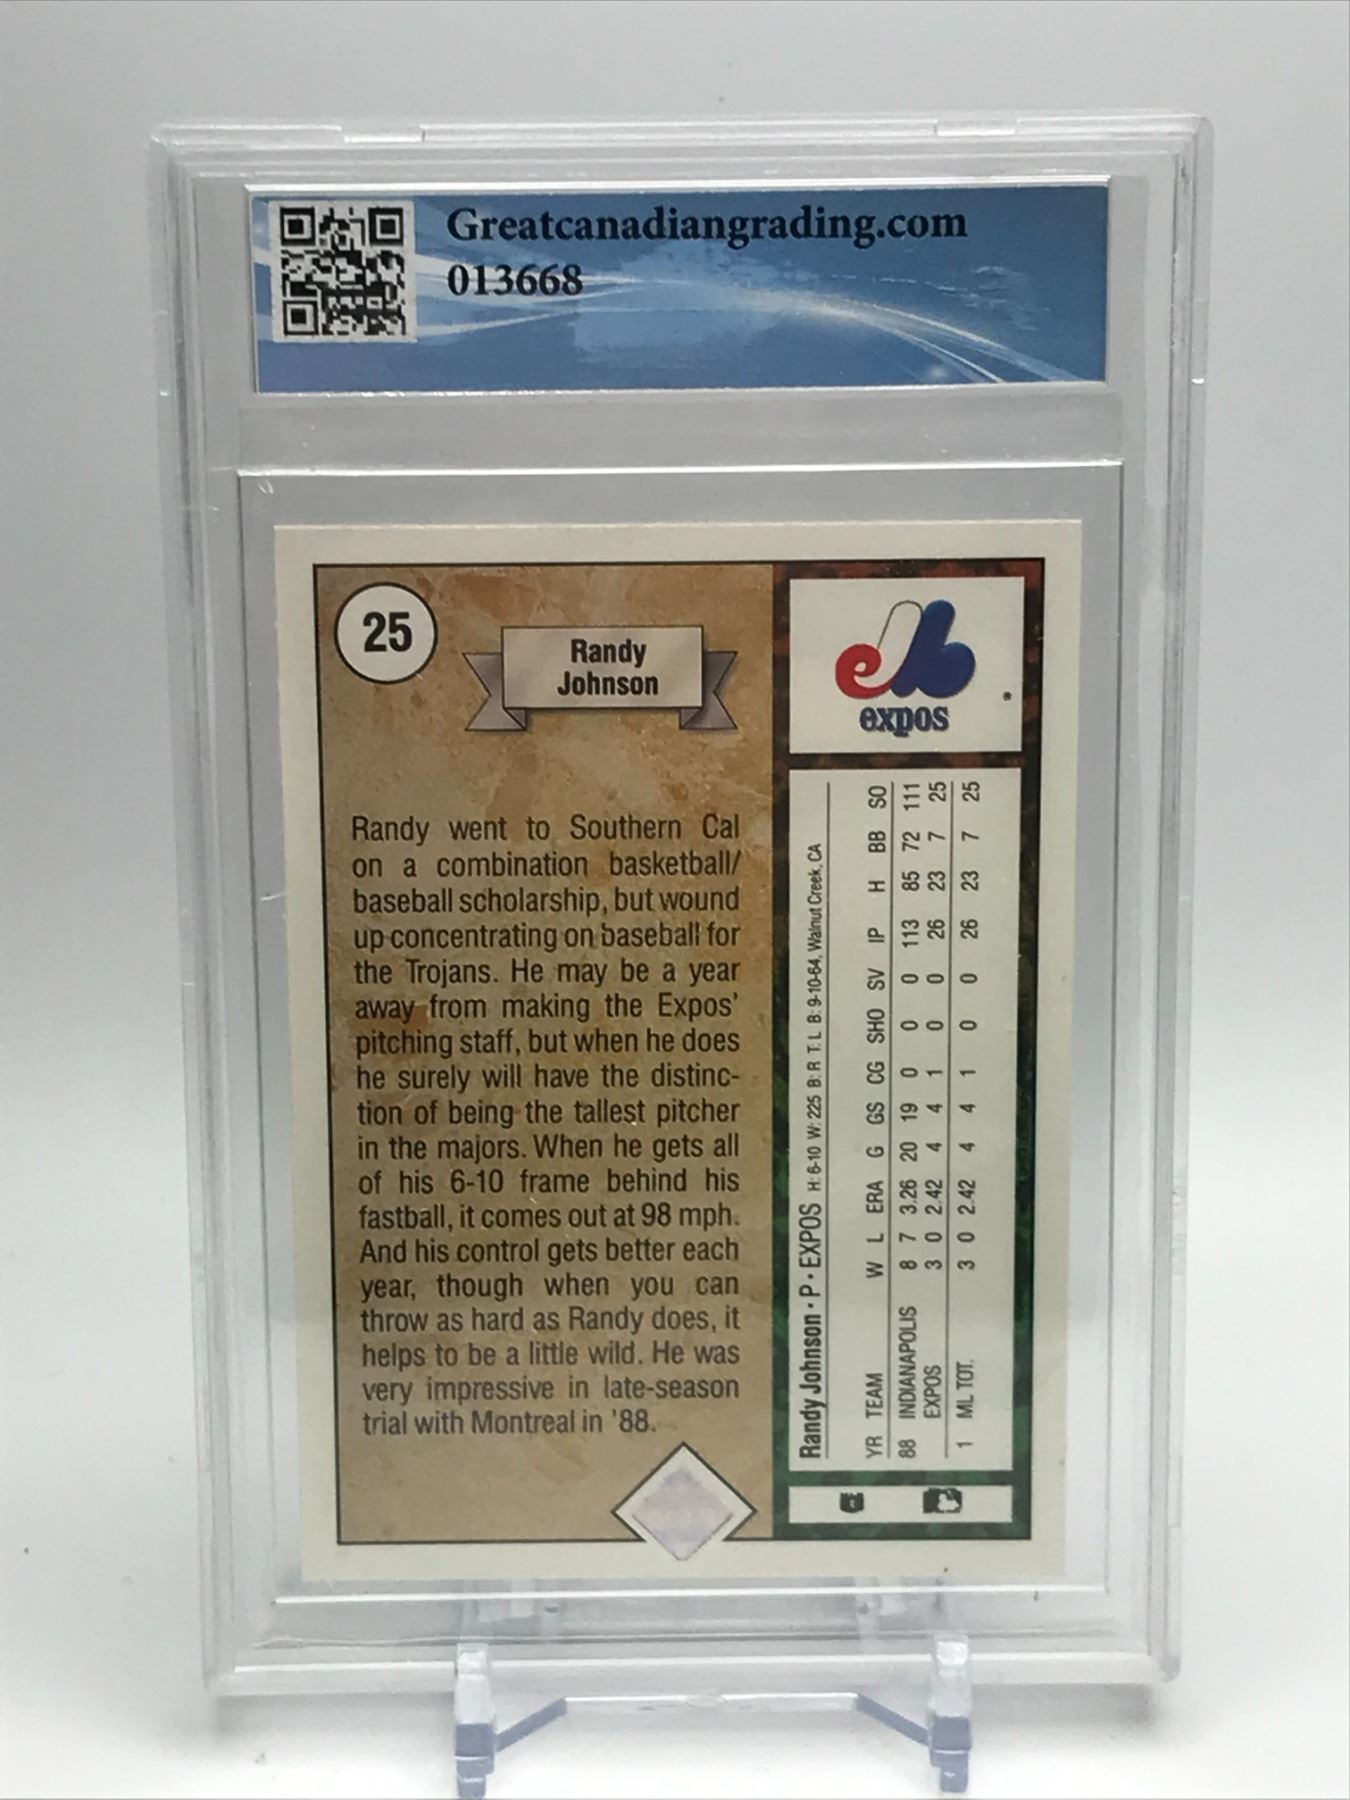 Greatcanadiangrading.com
013668
25
Randy
Johnson
expos
Randy went to Southern Cal
on a combination basketball/
baseball scholarship, but wound
up concentrating on baseball for
the Trojans. He may be a year
away from making the Expos'
pitching staff, but when he does
he surely will have the distinc-
tion of being the tallest pitcher
in the majors. When he gets all
of his 6-10 frame behind his
fastball, it comes out at 98 mph.
And his control gets better each
year, though when you can
throw as hard as Randy does, it
helps to be a little wild. He was
very impressive in late-season
trial with Montreal in '88.
Randy Johnson • P • EXPOS H: 6-10 W: 225 B: R T: L B: 9-10-64, Walnut Creek, CA
YR TEAM W L ERA G GS CG SHO SV IP H BB SO
88 INDIANAPOLIS 8 7 3.26 20 19 0 0 0 113 85 72 111
EXPOS 3 0 2.42 4 4 1 0 0 26 23 7 25
1 ML TOT. 3 0 2.42 4 4 1 0 0 26 23 7 25